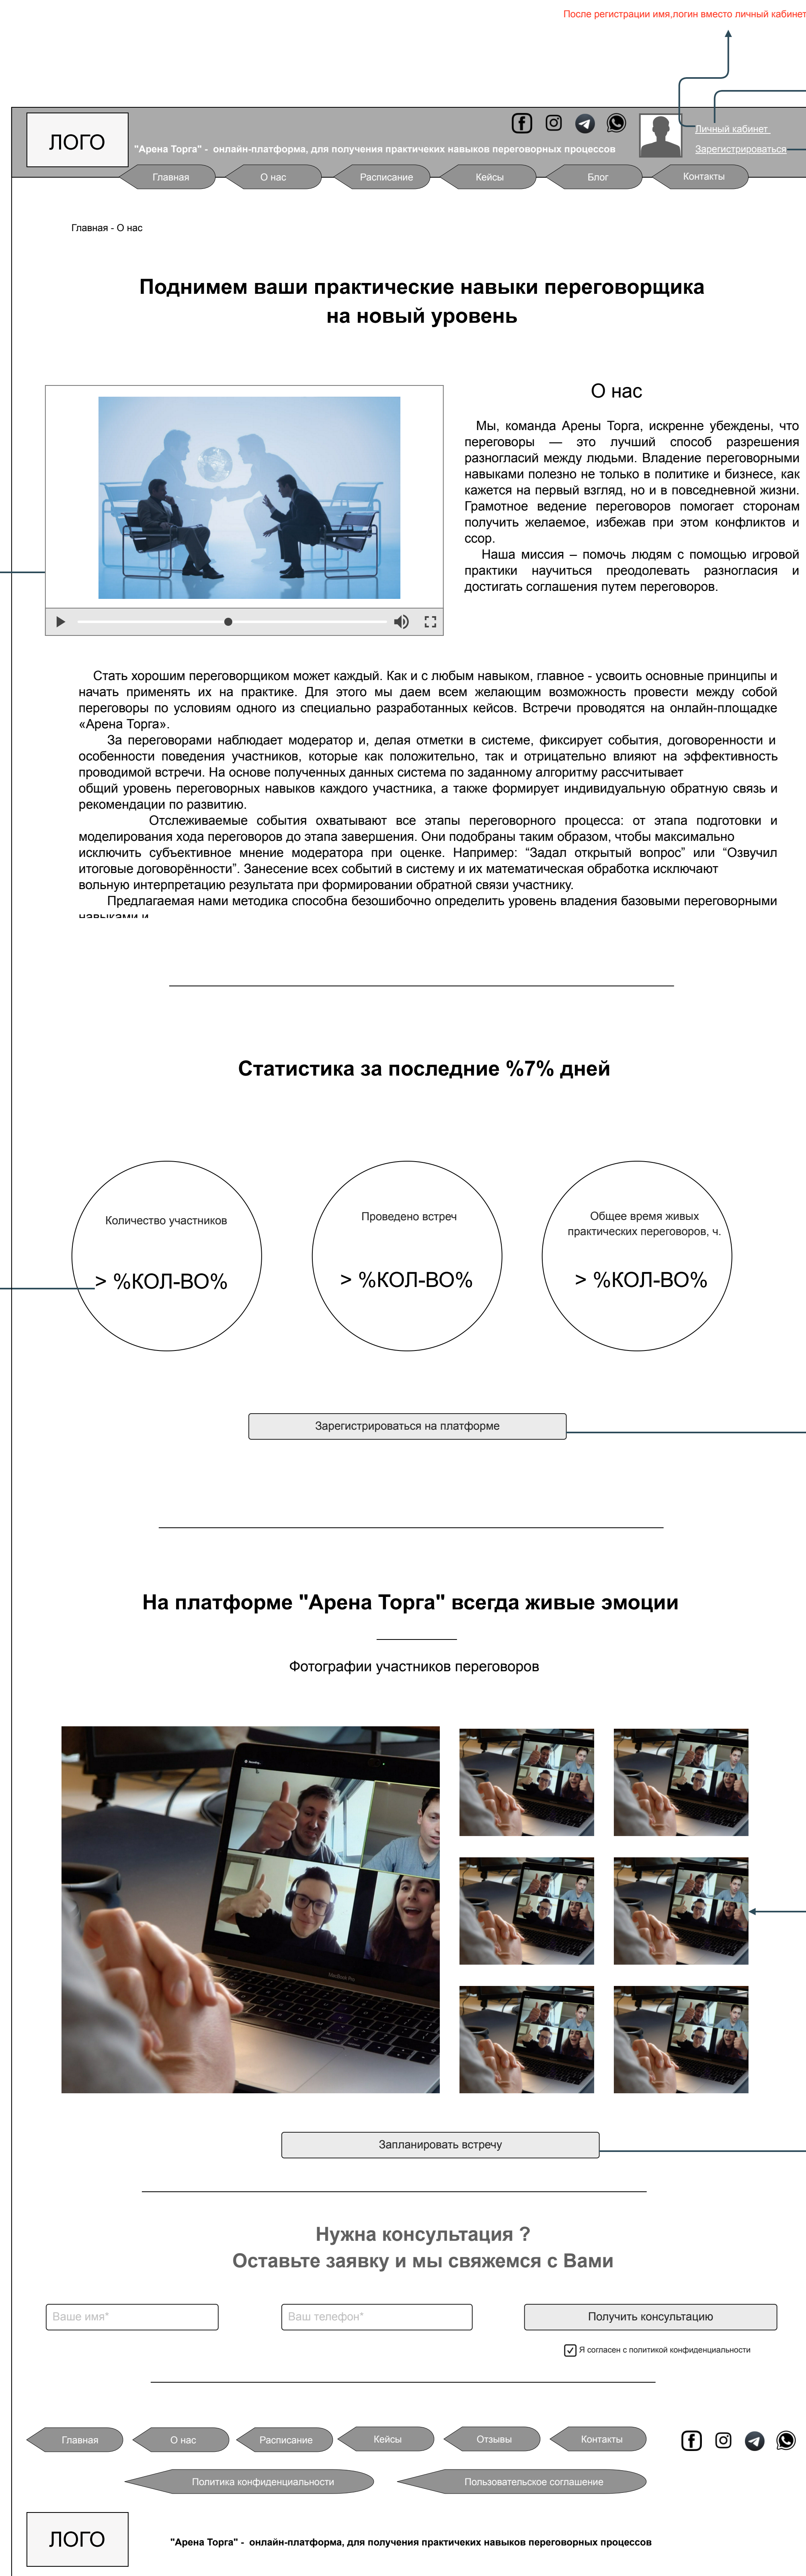 После регистрации имя,логин вместо личный кабинет
ЛОГО
Личный кабинет
"Арена Торга" - онлайн-платформа, для получения практичеких навыков переговорных процессов
Зарегистрироваться
Главная
О нас
Расписание
Кейсы
Блог
Контакты
Главная - О нас
Поднимем ваши практические навыки переговорщика
на новый уровень
О нас
Мы, команда Арены Торга, искренне убеждены, что
переговоры — это лучший способ разрешения
разногласий между людьми. Владение переговорными
навыками полезно не только в политике и бизнесе, как
кажется на первый взгляд, но и в повседневной жизни.
Грамотное ведение переговоров помогает сторонам
получить желаемое, избежав при этом конфликтов и
ссор.
Наша миссия – помочь людям с помощью игровой
практики научиться преодолевать разногласия и
достигать соглашения путем переговоров.
Стать хорошим переговорщиком может каждый. Как и с любым навыком, главное - усвоить основные принципы и
начать применять их на практике. Для этого мы даем всем желающим возможность провести между собой
переговоры по условиям одного из специально разработанных кейсов. Встречи проводятся на онлайн-площадке
«Арена Торга».
За переговорами наблюдает модератор и, делая отметки в системе, фиксирует события, договоренности и
особенности поведения участников, которые как положительно, так и отрицательно влияют на эффективность
проводимой встречи. На основе полученных данных система по заданному алгоритму рассчитывает
общий уровень переговорных навыков каждого участника, а также формирует индивидуальную обратную связь и
рекомендации по развитию.
Отслеживаемые события охватывают все этапы переговорного процесса: от этапа подготовки и
моделирования хода переговоров до этапа завершения. Они подобраны таким образом, чтобы максимально
исключить субъективное мнение модератора при оценке. Например: “Задал открытый вопрос” или “Озвучил
итоговые договорённости”. Занесение всех событий в систему и их математическая обработка исключают
вольную интерпретацию результата при формировании обратной связи участнику.
Предлагаемая нами методика способна безошибочно определить уровень владения базовыми переговорными
навыками и
Статистика за последние %7% дней
Количество участников
> %КОЛ-ВО%
Проведено встреч
> %КОЛ-ВО%
Общее время живых
практических переговоров, ч.
> %КОЛ-ВО%
Зарегистрироваться на платформе
На платформе "Арена Торга" всегда живые эмоции
Фотографии участников переговоров
MacBook Pro
Запланировать встречу
Нужна консультация ?
Оставьте заявку и мы свяжемся с Вами
Ваше имя*
Ваш телефон*
Получить консультацию
Я согласен с политикой конфиденциальности
Главная
О нас
Расписание
Кейсы
Отзывы
Контакты
Политика конфиденциальности
Пользовательское соглашение
ЛОГО
"Арена Торга" - онлайн-платформа, для получения практичеких навыков переговорных процессов